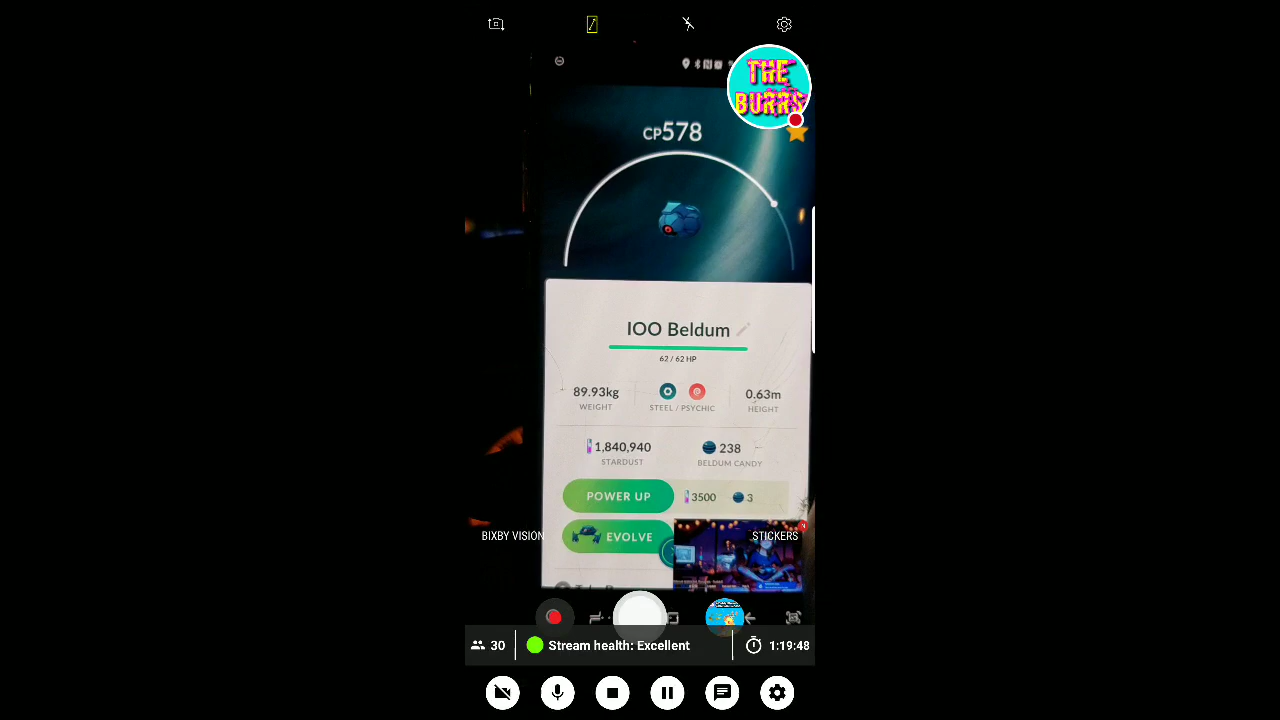 THE
BURRS
CP578
IOO Beldum
62 / 62 HP
89.93kg
WEIGHT
STEEL / PSYCHIC
0.63m
HEIGHT
1,840,940
STARDUST
238
BELDUM CANDY
POWER UP
3500
3
EVOLVE
BIXBY VISION
STICKERS
30
Stream health: Excellent
1:19:48